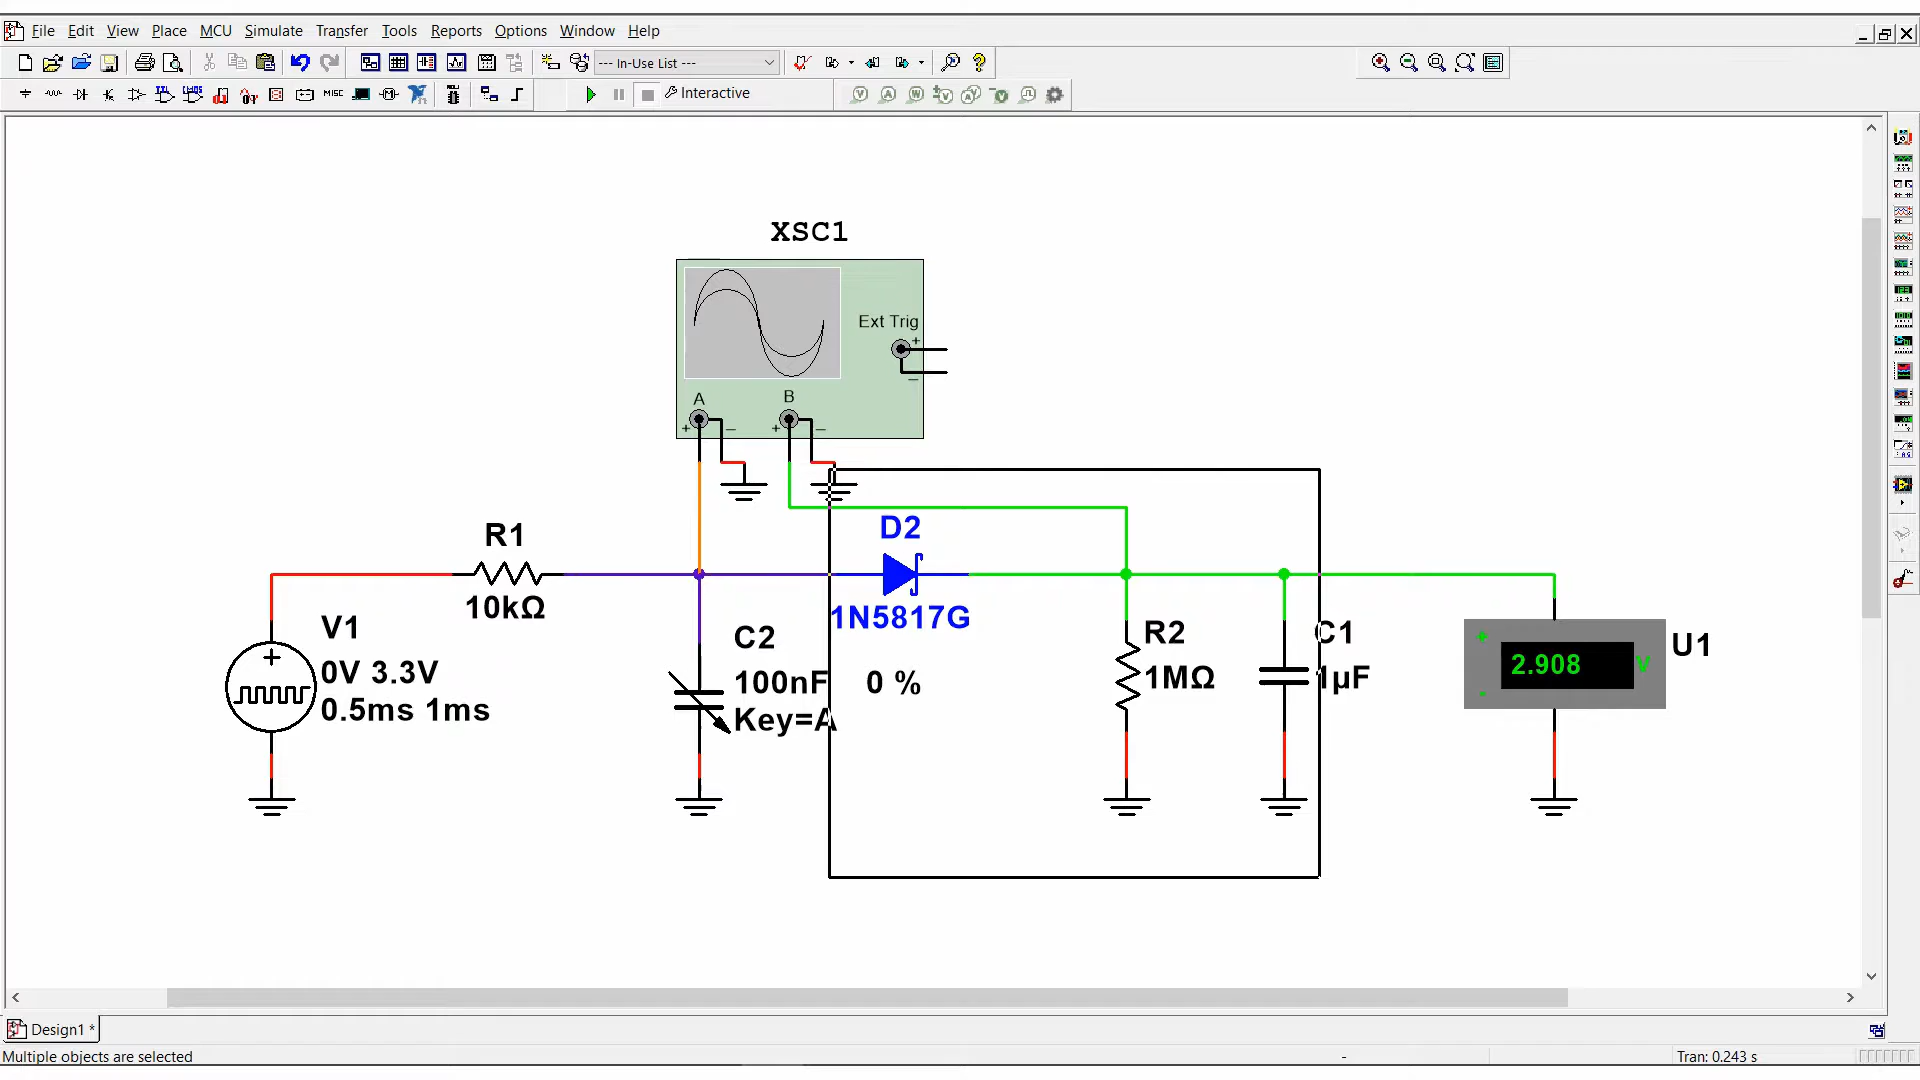 File Edit View Place MCU Simulate Transfer Tools Reports Options Window Help
--- In-Use List ---
MISC Interactive
XSC1
Ext Trig
+
−
A B
+ − + −
D2
R1
10kΩ
1N5817G
V1
+
0V 3.3V
0.5ms 1ms
C2
100nF 0 %
Key=A
R2
1MΩ
C1
1µF
+
2.908 V
-
U1
Design1 *
Multiple objects are selected
-
Tran: 0.243 s